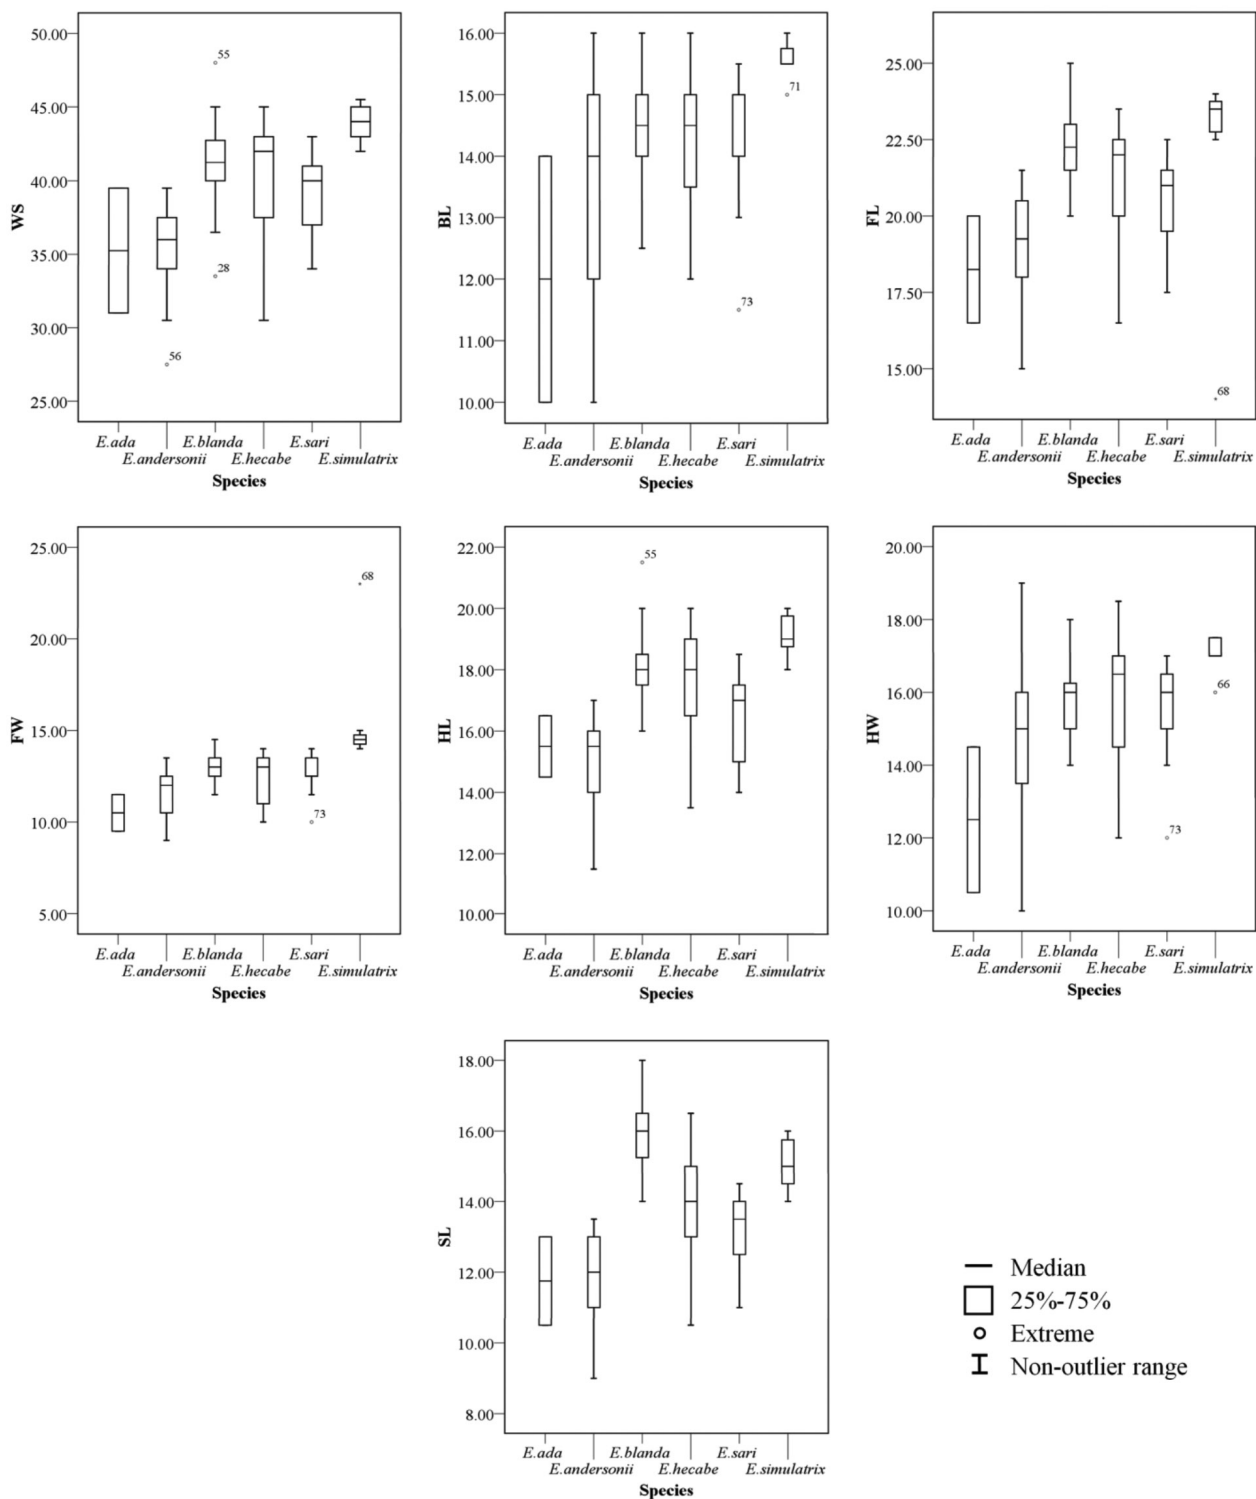 50.00
45.00
40.00
35.00
30.00
25.00
WS
55
28
56
E.ada E.blanda E.sari
E.andersonii E.hecabe E.simulatrix
Species
16.00
15.00
14.00
13.00
12.00
11.00
10.00
BL
71
73
E.ada E.blanda E.sari
E.andersonii E.hecabe E.simulatrix
Species
25.00
22.50
20.00
17.50
15.00
FL
68
E.ada E.blanda E.sari
E.andersonii E.hecabe E.simulatrix
Species
25.00
20.00
15.00
10.00
5.00
FW
68
73
E.ada E.blanda E.sari
E.andersonii E.hecabe E.simulatrix
Species
22.00
20.00
18.00
16.00
14.00
12.00
10.00
HL
55
E.ada E.blanda E.sari
E.andersonii E.hecabe E.simulatrix
Species
20.00
18.00
16.00
14.00
12.00
10.00
HW
66
73
E.ada E.blanda E.sari
E.andersonii E.hecabe E.simulatrix
Species
18.00
16.00
14.00
12.00
10.00
8.00
SL
E.ada E.blanda E.sari
E.andersonii E.hecabe E.simulatrix
Species
Median
25%-75%
Extreme
Non-outlier range